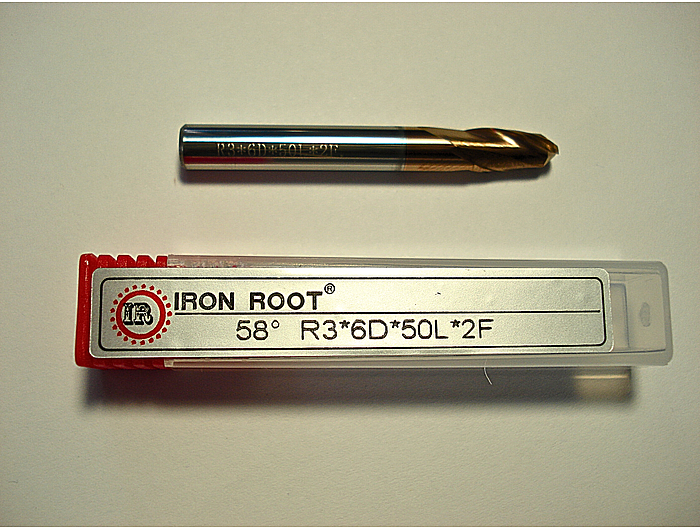 R3*6D*50L*2F
IR
IRON ROOT®
58° R3*6D*50L*2F